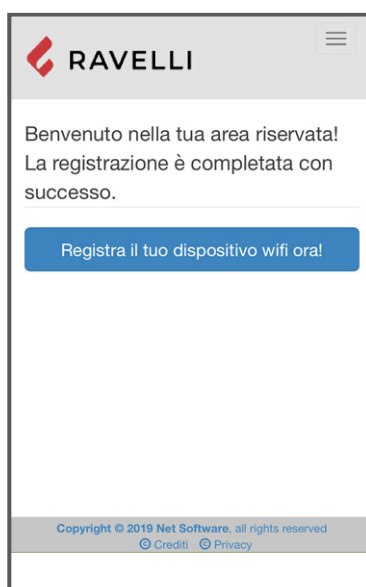 RAVELLI
Benvenuto nella tua area riservata!
La registrazione è completata con
successo.
Registra il tuo dispositivo wifi ora!
Copyright © 2019 Net Software, all rights reserved
© Crediti © Privacy